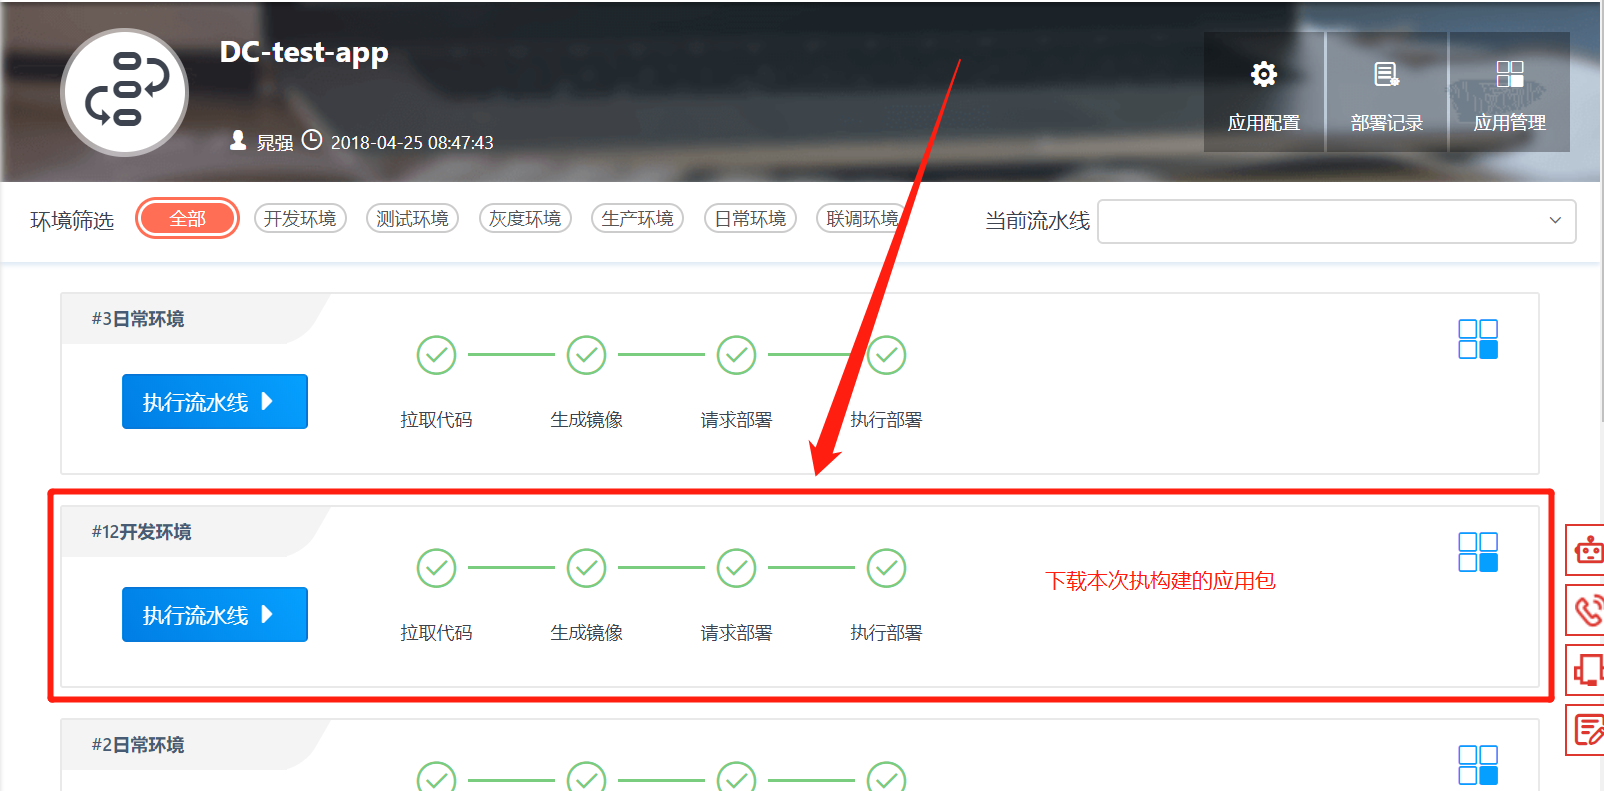 DC-test-app
晁强 2018-04-25 08:47:43
应用配置 部署记录 应用管理
环境筛选 全部 开发环境 测试环境 灰度环境 生产环境 日常环境 联调环境 当前流水线
#3日常环境
执行流水线
拉取代码 生成镜像 请求部署 执行部署
#12开发环境
执行流水线
下载本次执构建的应用包
拉取代码 生成镜像 请求部署 执行部署
#2日常环境